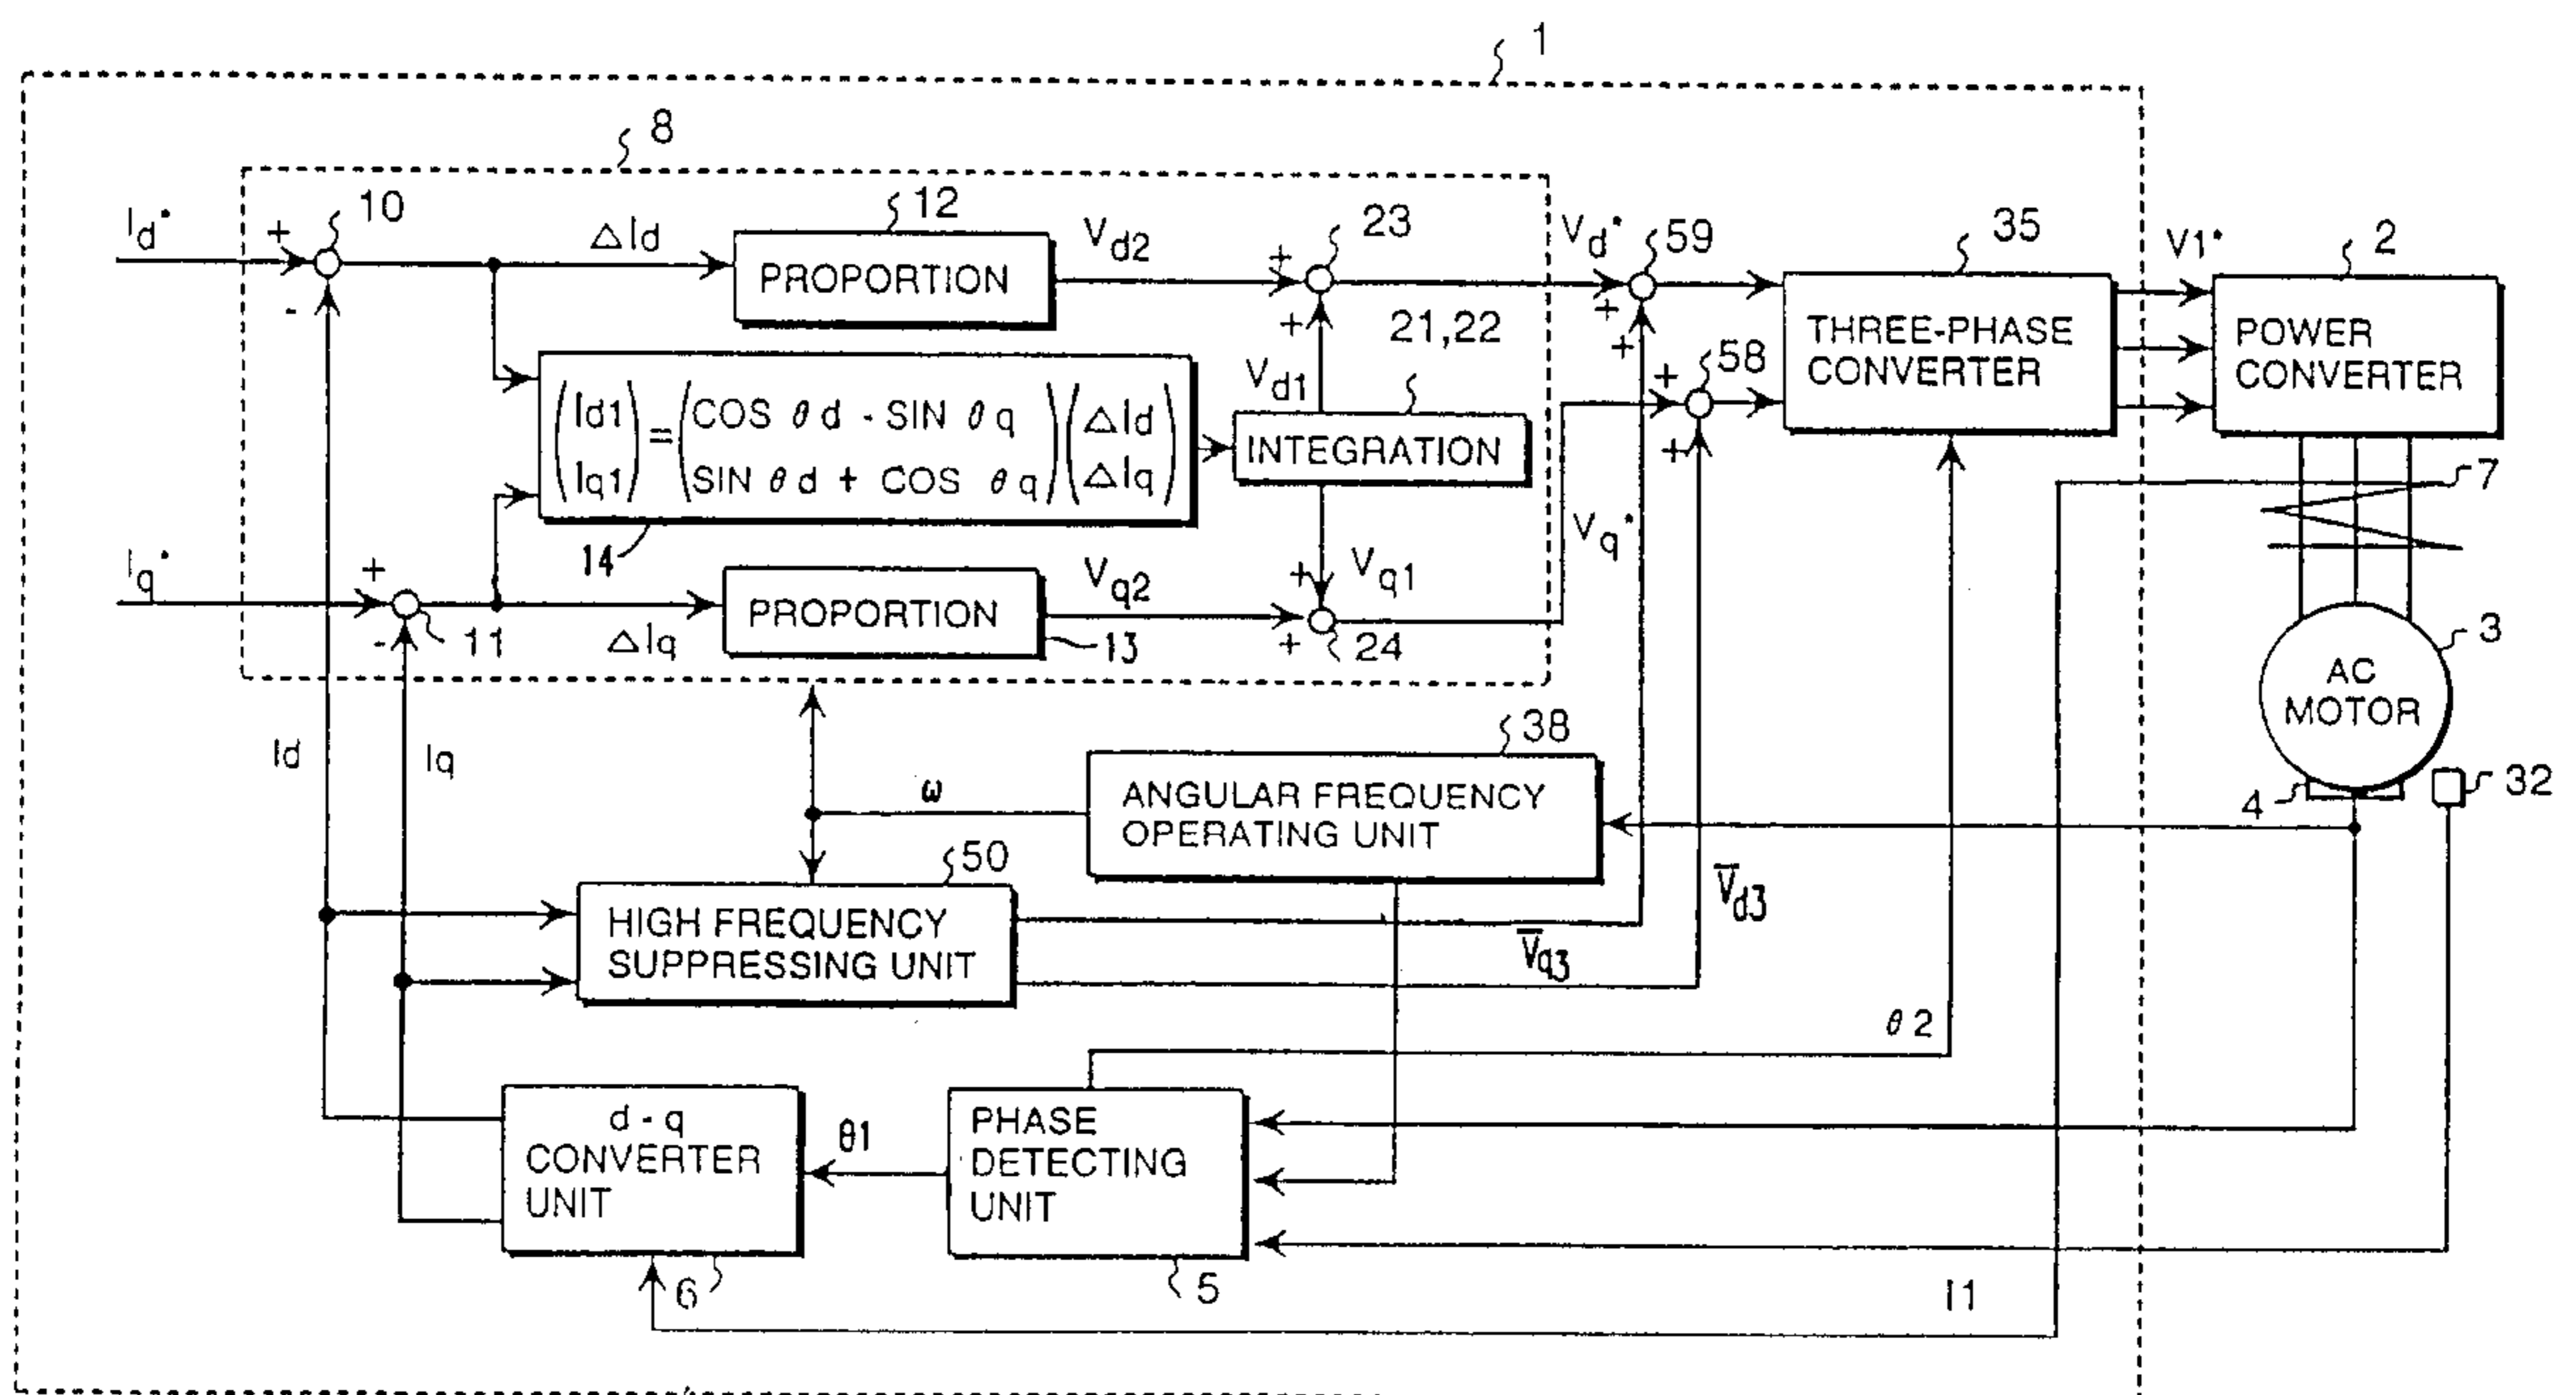 1
8
Id* + 10 ΔId 12 Vd2 + 23 Vd* 59 35 V1* 2
-
PROPORTION
+
21,22
+
+
THREE-PHASE
CONVERTER
POWER
CONVERTER
+ 58
+
(Id1) = (COS θd - SIN θq) (ΔId)
(Iq1) (SIN θd + COS θq) (ΔIq)
14
Vd1
INTEGRATION
7
Iq* + 11
-
ΔIq
PROPORTION
13
Vq2
+
+
Vq1
24
Vq*
3
AC
MOTOR
4
32
Id
Iq
ω
38
ANGULAR FREQUENCY
OPERATING UNIT
50
HIGH FREQUENCY
SUPPRESSING UNIT
V̅d3
V̅q3
θ2
d - q
CONVERTER
UNIT
6
θ1
PHASE
DETECTING
UNIT
5
I1